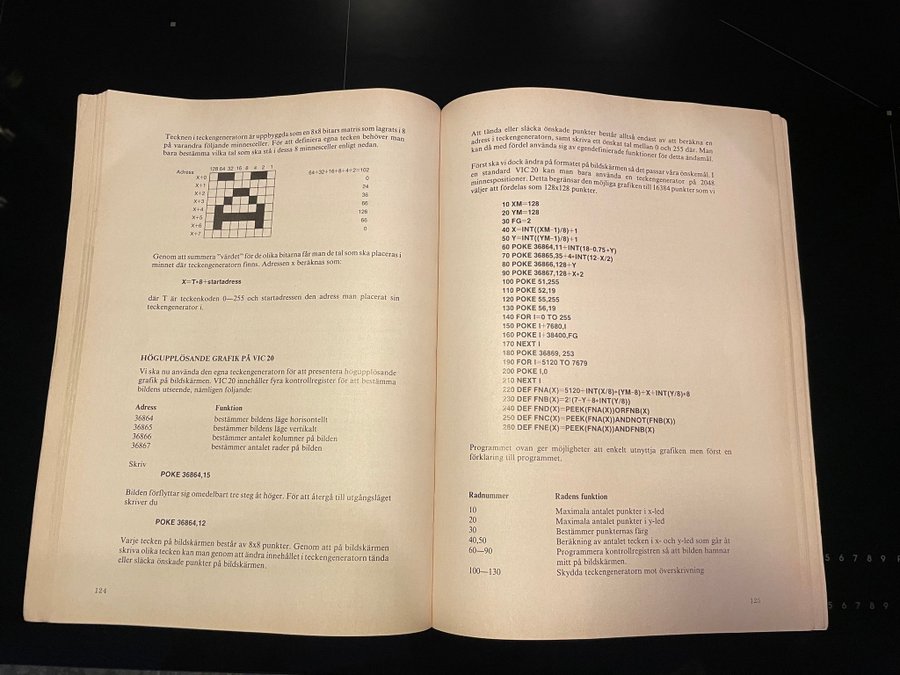 Tecknen i teckengeneratorn är uppbyggda som en 8x8 bitars matris som lagrats i 8
på varandra följande minnesceller. För att definiera egna tecken behöver man
bara bestämma vilka tal som ska stå i dessa 8 minnesceller enligt nedan.
Adress 128 64 32 16 8 4 2 1
X+0 64+32+16+8+4+2=102
X+1 0
X+2 24
X+3 36
X+4 66
X+5 126
X+6 66
X+7 0
Genom att summera "värdet" för de olika bitarna får man de tal som ska placeras i
minnet där teckengeneratorn finns. Adressen x beräknas som:
X=T*8+startadress
där T är teckenkoden 0—255 och startadressen den adress man placerat sin
teckengenerator i.
HÖGUPPLÖSANDE GRAFIK PÅ VIC 20
Vi ska nu använda den egna teckengeneratorn för att presentera högupplösande
grafik på bildskärmen. VIC 20 innehåller fyra kontrollregister för att bestämma
bildens utseende, nämligen följande:
Adress Funktion
36864 bestämmer bildens läge horisontellt
36865 bestämmer bildens läge vertikalt
36866 bestämmer antalet kolumner på bilden
36867 bestämmer antalet rader på bilden
Skriv
POKE 36864,15
Bilden förflyttar sig omedelbart tre steg åt höger. För att återgå till utgångsläget
skriver du
POKE 36864,12
Varje tecken på bildskärmen består av 8x8 punkter. Genom att på bildskärmen
skriva olika tecken kan man genom att ändra innehållet i teckengeneratorn tända
eller släcka önskade punkter på bildskärmen.
124
Att tända eller släcka önskade punkter består alltså endast av att beräkna en
adress i teckengeneratorn, samt skriva ett önskat tal mellan 0 och 255 där. Man
kan då med fördel använda sig av egendefinierade funktioner för detta ändamål.
Först ska vi dock ändra på formatet på bildskärmen så det passar våra önskemål. I
en standard VIC 20 kan man bara använda en teckengenerator på 2048
minnespositioner. Detta begränsar den möjliga grafiken till 16384 punkter som vi
väljer att fördelas som 128x128 punkter.
10 XM=128
20 YM=128
30 FG=2
40 X=INT((XM-1)/8)+1
50 Y=INT((YM-1)/8)+1
60 POKE 36864,11+INT(18-0.75*Y)
70 POKE 36865,35+4*INT(12-X/2)
80 POKE 36866,128+Y
90 POKE 36867,128+X*2
100 POKE 51,255
110 POKE 52,19
120 POKE 55,255
130 POKE 56,19
140 FOR I=0 TO 255
150 POKE I+7680,I
160 POKE I+38400,FG
170 NEXT I
180 POKE 36869, 253
190 FOR I=5120 TO 7679
200 POKE I,0
210 NEXT I
220 DEF FNA(X)=5120+INT(X/8)*(YM-8)+X+INT(Y/8)*8
230 DEF FNB(X)=2!(7-Y+8*INT(Y/8))
240 DEF FND(X)=PEEK(FNA(X))ORFNB(X)
250 DEF FNC(X)=PEEK(FNA(X))ANDNOT(FNB(X))
260 DEF FNE(X)=PEEK(FNA(X))ANDFNB(X)
Programmet ovan ger möjligheter att enkelt utnyttja grafiken men först en
förklaring till programmet.
Radnummer Radens funktion
10 Maximala antalet punkter i x-led
20 Maximala antalet punkter i y-led
30 Bestämmer punkternas färg
40,50 Beräkning av antalet tecken i x- och y-led som går åt
60—90 Programmera kontrollregistren så att bilden hamnar
mitt på bildskärmen.
100—130 Skydda teckengeneratorn mot överskrivning
125
5 6 7 8 9
5 6 7 8 9